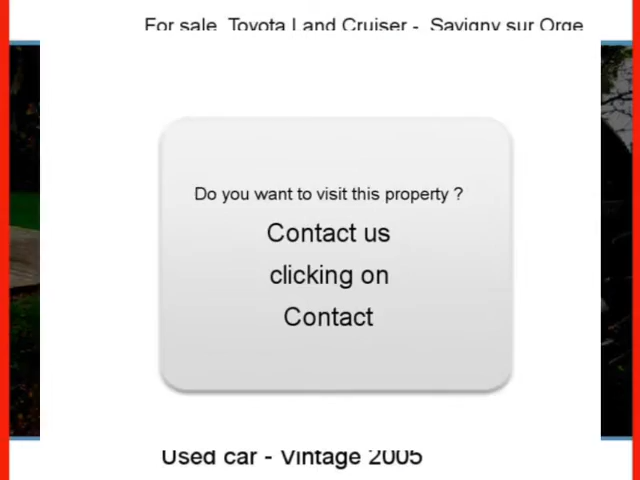 For sale Toyota Land Cruiser - Savigny sur Orge
Do you want to visit this property ?
Contact us
clicking on
Contact
Used car - Vintage 2005